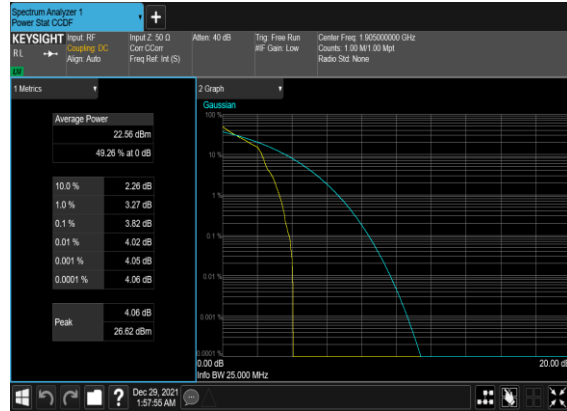 Spectrum Analyzer 1
Power Stat CCDF
+
KEYSIGHT
RL
Input: RF
Coupling: DC
Align: Auto
Input Z: 50 Ω
Corr CCorr
Freq Ref: Int (S)
Atten: 40 dB
Trig: Free Run
#IF Gain: Low
Center Freq: 1.905000000 GHz
Counts: 1.00 M/1.00 Mpt
Radio Std: None
LW
1 Metrics
Average Power
22.56 dBm
49.26 % at 0 dB
10.0 % 2.26 dB
1.0 % 3.27 dB
0.1 % 3.82 dB
0.01 % 4.02 dB
0.001 % 4.05 dB
0.0001 % 4.06 dB
Peak
4.06 dB
26.62 dBm
2 Graph
Gaussian
100 %
10 %
1 %
0.1 %
0.01 %
0.001 %
0.0001 %
0.00 dB
20.00 dB
Info BW 25.000 MHz
?
Dec 29, 2021
1:57:55 AM